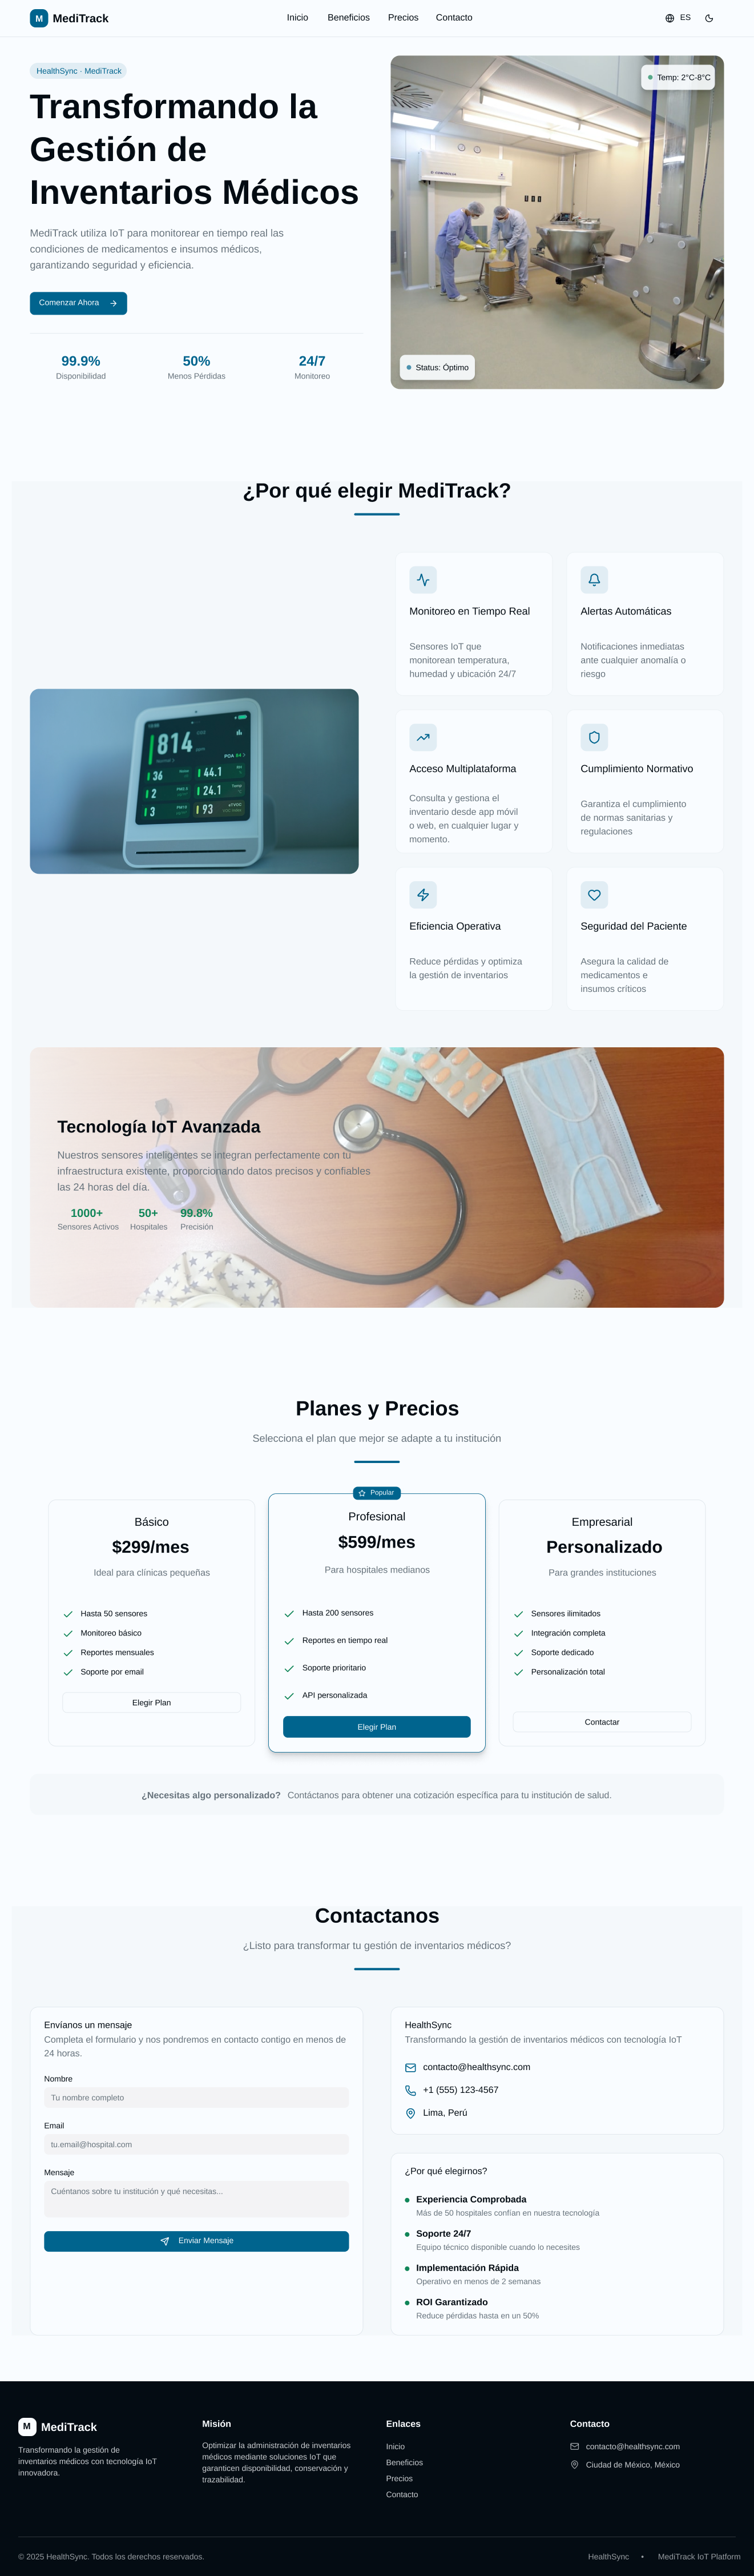 M MediTrack
Inicio Beneficios Precios Contacto
ES
HealthSync · MediTrack
Transformando la
Gestión de
Inventarios Médicos
MediTrack utiliza IoT para monitorear en tiempo real las
condiciones de medicamentos e insumos médicos,
garantizando seguridad y eficiencia.
Comenzar Ahora
99.9% 50% 24/7
Disponibilidad Menos Pérdidas Monitoreo
Temp: 2°C-8°C
Status: Óptimo
¿Por qué elegir MediTrack?
814
36
44.1
2
24.1
3
93
Monitoreo en Tiempo Real
Sensores IoT que
monitorean temperatura,
humedad y ubicación 24/7
Alertas Automáticas
Notificaciones inmediatas
ante cualquier anomalía o
riesgo
Acceso Multiplataforma
Consulta y gestiona el
inventario desde app móvil
o web, en cualquier lugar y
momento.
Cumplimiento Normativo
Garantiza el cumplimiento
de normas sanitarias y
regulaciones
Eficiencia Operativa
Reduce pérdidas y optimiza
la gestión de inventarios
Seguridad del Paciente
Asegura la calidad de
medicamentos e
insumos críticos
Tecnología IoT Avanzada
Nuestros sensores inteligentes se integran perfectamente con tu
infraestructura existente, proporcionando datos precisos y confiables
las 24 horas del día.
1000+ 50+ 99.8%
Sensores Activos Hospitales Precisión
Planes y Precios
Selecciona el plan que mejor se adapte a tu institución
Básico
$299/mes
Ideal para clínicas pequeñas
Hasta 50 sensores
Monitoreo básico
Reportes mensuales
Soporte por email
Elegir Plan
Popular
Profesional
$599/mes
Para hospitales medianos
Hasta 200 sensores
Reportes en tiempo real
Soporte prioritario
API personalizada
Elegir Plan
Empresarial
Personalizado
Para grandes instituciones
Sensores ilimitados
Integración completa
Soporte dedicado
Personalización total
Contactar
¿Necesitas algo personalizado? Contáctanos para obtener una cotización específica para tu institución de salud.
Contactanos
¿Listo para transformar tu gestión de inventarios médicos?
Envíanos un mensaje
Completa el formulario y nos pondremos en contacto contigo en menos de
24 horas.
Nombre
Tu nombre completo
Email
tu.email@hospital.com
Mensaje
Cuéntanos sobre tu institución y qué necesitas...
Enviar Mensaje
HealthSync
Transformando la gestión de inventarios médicos con tecnología IoT
contacto@healthsync.com
+1 (555) 123-4567
Lima, Perú
¿Por qué elegirnos?
Experiencia Comprobada
Más de 50 hospitales confían en nuestra tecnología
Soporte 24/7
Equipo técnico disponible cuando lo necesites
Implementación Rápida
Operativo en menos de 2 semanas
ROI Garantizado
Reduce pérdidas hasta en un 50%
M MediTrack
Transformando la gestión de
inventarios médicos con tecnología IoT
innovadora.
Misión
Optimizar la administración de inventarios
médicos mediante soluciones IoT que
garanticen disponibilidad, conservación y
trazabilidad.
Enlaces
Inicio
Beneficios
Precios
Contacto
Contacto
contacto@healthsync.com
Ciudad de México, México
© 2025 HealthSync. Todos los derechos reservados.
HealthSync • MediTrack IoT Platform